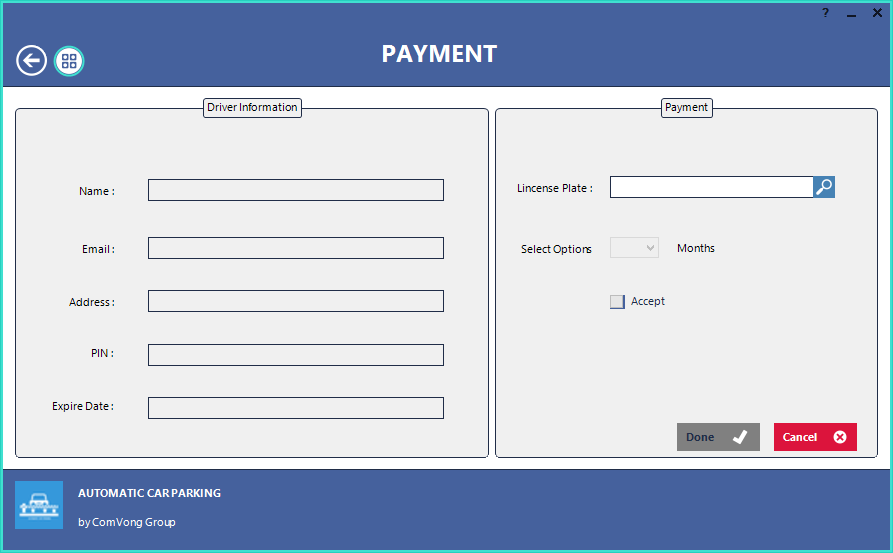 ?
PAYMENT
Driver Information
Name :
Email :
Address :
PIN :
Expire Date :
Payment
Lincense Plate :
Select Options
Months
Accept
Done
Cancel
AUTOMATIC CAR PARKING
by ComVong Group